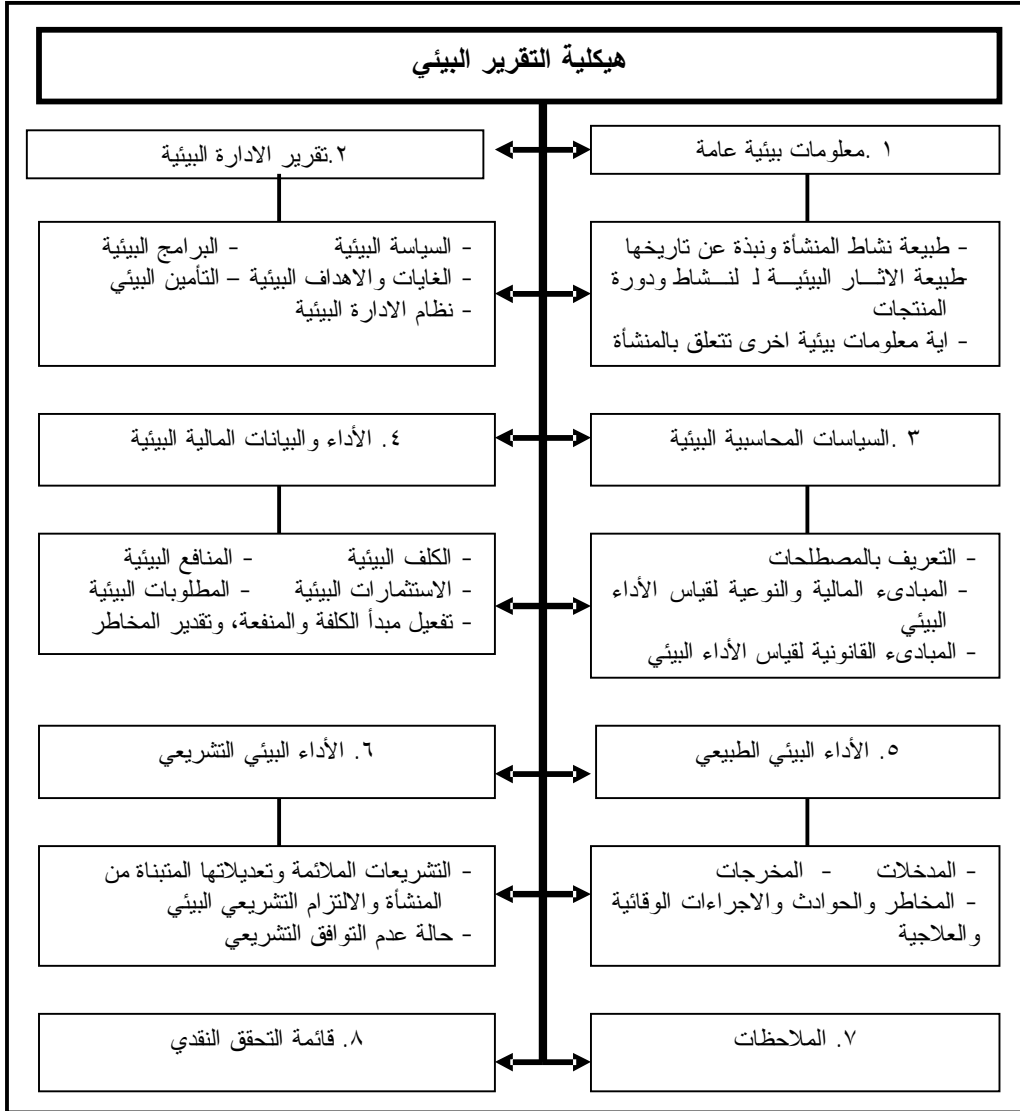 هيكلية التقرير البيئي
١ .معلومات بيئية عامة
- طبيعة نشاط المنشأة ونبذة عن تاريخها
-طبيعة الاثار البيئية لـ لنشاط ودورة
المنتجات
- اية معلومات بيئية اخرى تتعلق بالمنشأة
٢.تقرير الادارة البيئية
- السياسة البيئية - البرامج البيئية
- الغايات والاهداف البيئية – التأمين البيئي
- نظام الادارة البيئية
٣ .السياسات المحاسبية البيئية
- التعريف بالمصطلحات
- المبادىء المالية والنوعية لقياس الأداء
البيئي
- المبادىء القانونية لقياس الأداء البيئي
٤. الأداء والبيانات المالية البيئية
- الكلف البيئية - المنافع البيئية
- الاستثمارات البيئية - المطلوبات البيئية
- تفعيل مبدأ الكلفة والمنفعة، وتقدير المخاطر
٥. الأداء البيئي الطبيعي
- المدخلات - المخرجات
- المخاطر والحوادث والاجراءات الوقائية
والعلاجية
٦. الأداء البيئي التشريعي
- التشريعات الملائمة وتعديلاتها المتبناة من
المنشأة والالتزام التشريعي البيئي
- حالة عدم التوافق التشريعي
٧. الملاحظات
٨. قائمة التحقق النقدي